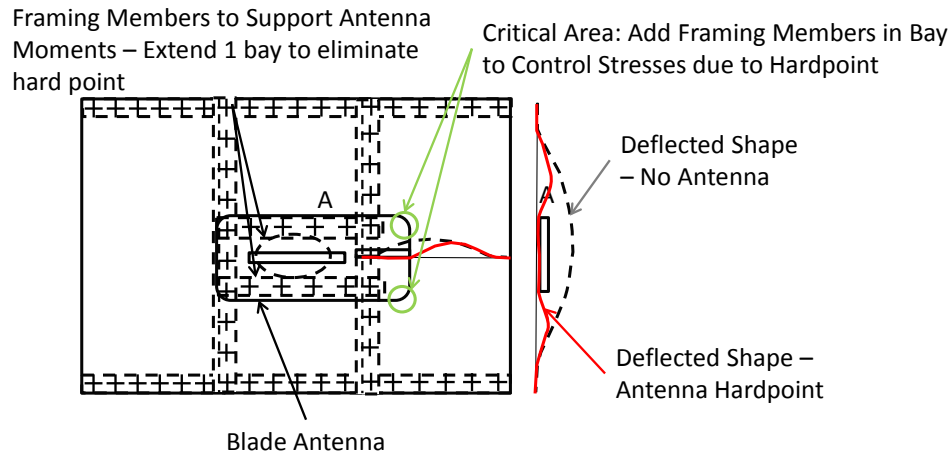 Framing Members to Support Antenna
Moments – Extend 1 bay to eliminate
hard point
Critical Area: Add Framing Members in Bay
to Control Stresses due to Hardpoint
Deflected Shape
– No Antenna
A
A
Deflected Shape –
Antenna Hardpoint
Blade Antenna